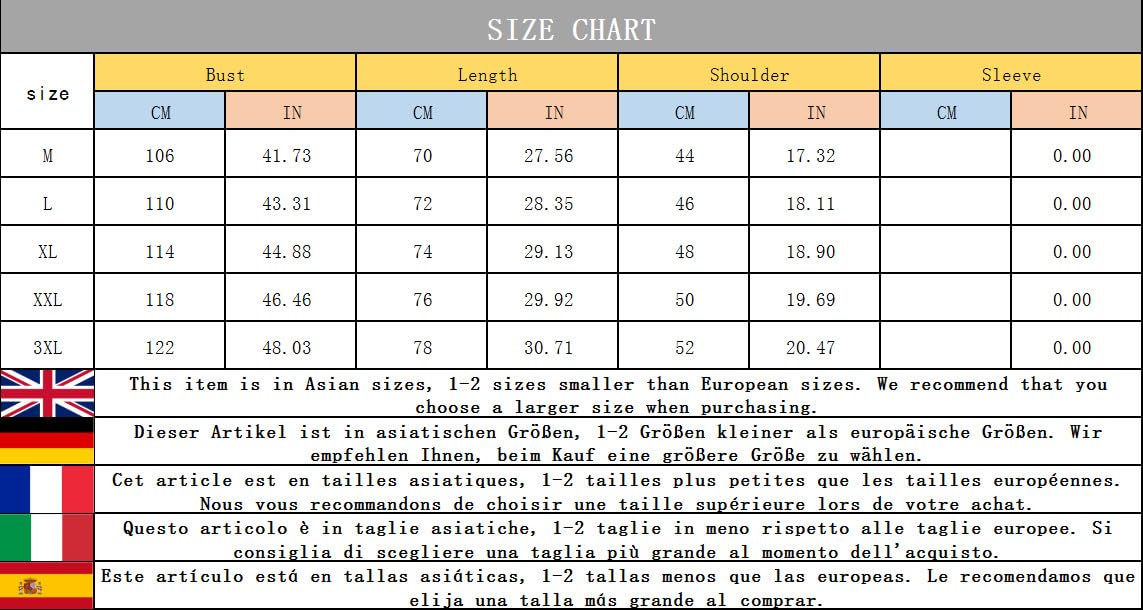 SIZE CHART
size Bust Length Shoulder Sleeve
CM IN CM IN CM IN CM IN
M 106 41.73 70 27.56 44 17.32 0.00
L 110 43.31 72 28.35 46 18.11 0.00
XL 114 44.88 74 29.13 48 18.90 0.00
XXL 118 46.46 76 29.92 50 19.69 0.00
3XL 122 48.03 78 30.71 52 20.47 0.00
This item is in Asian sizes, 1-2 sizes smaller than European sizes. We recommend that you
choose a larger size when purchasing.
Dieser Artikel ist in asiatischen Größen, 1-2 Größen kleiner als europäische Größen. Wir
empfehlen Ihnen, beim Kauf eine größere Größe zu wählen.
Cet article est en tailles asiatiques, 1-2 tailles plus petites que les tailles européennes.
Nous vous recommandons de choisir une taille supérieure lors de votre achat.
Questo articolo è in taglie asiatiche, 1-2 taglie in meno rispetto alle taglie europee. Si
consiglia di scegliere una taglia più grande al momento dell'acquisto.
Este artículo está en tallas asiáticas, 1-2 tallas menos que las europeas. Le recomendamos que
elija una talla más grande al comprar.